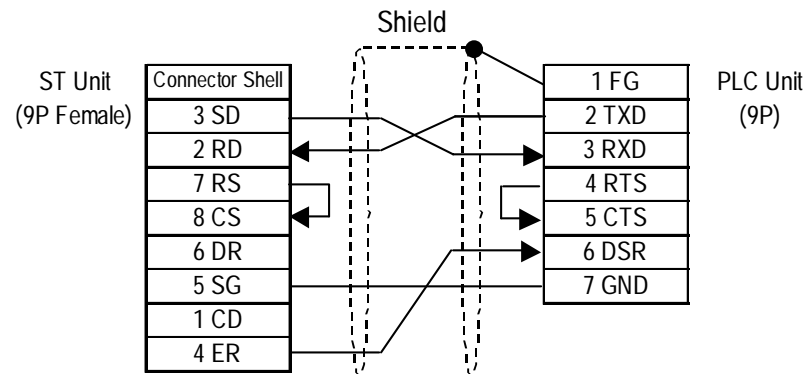 Shield
ST Unit
(9P Female)
Connector Shell
3 SD
2 RD
7 RS
8 CS
6 DR
5 SG
1 CD
4 ER
1 FG
2 TXD
3 RXD
4 RTS
5 CTS
6 DSR
7 GND
PLC Unit
(9P)